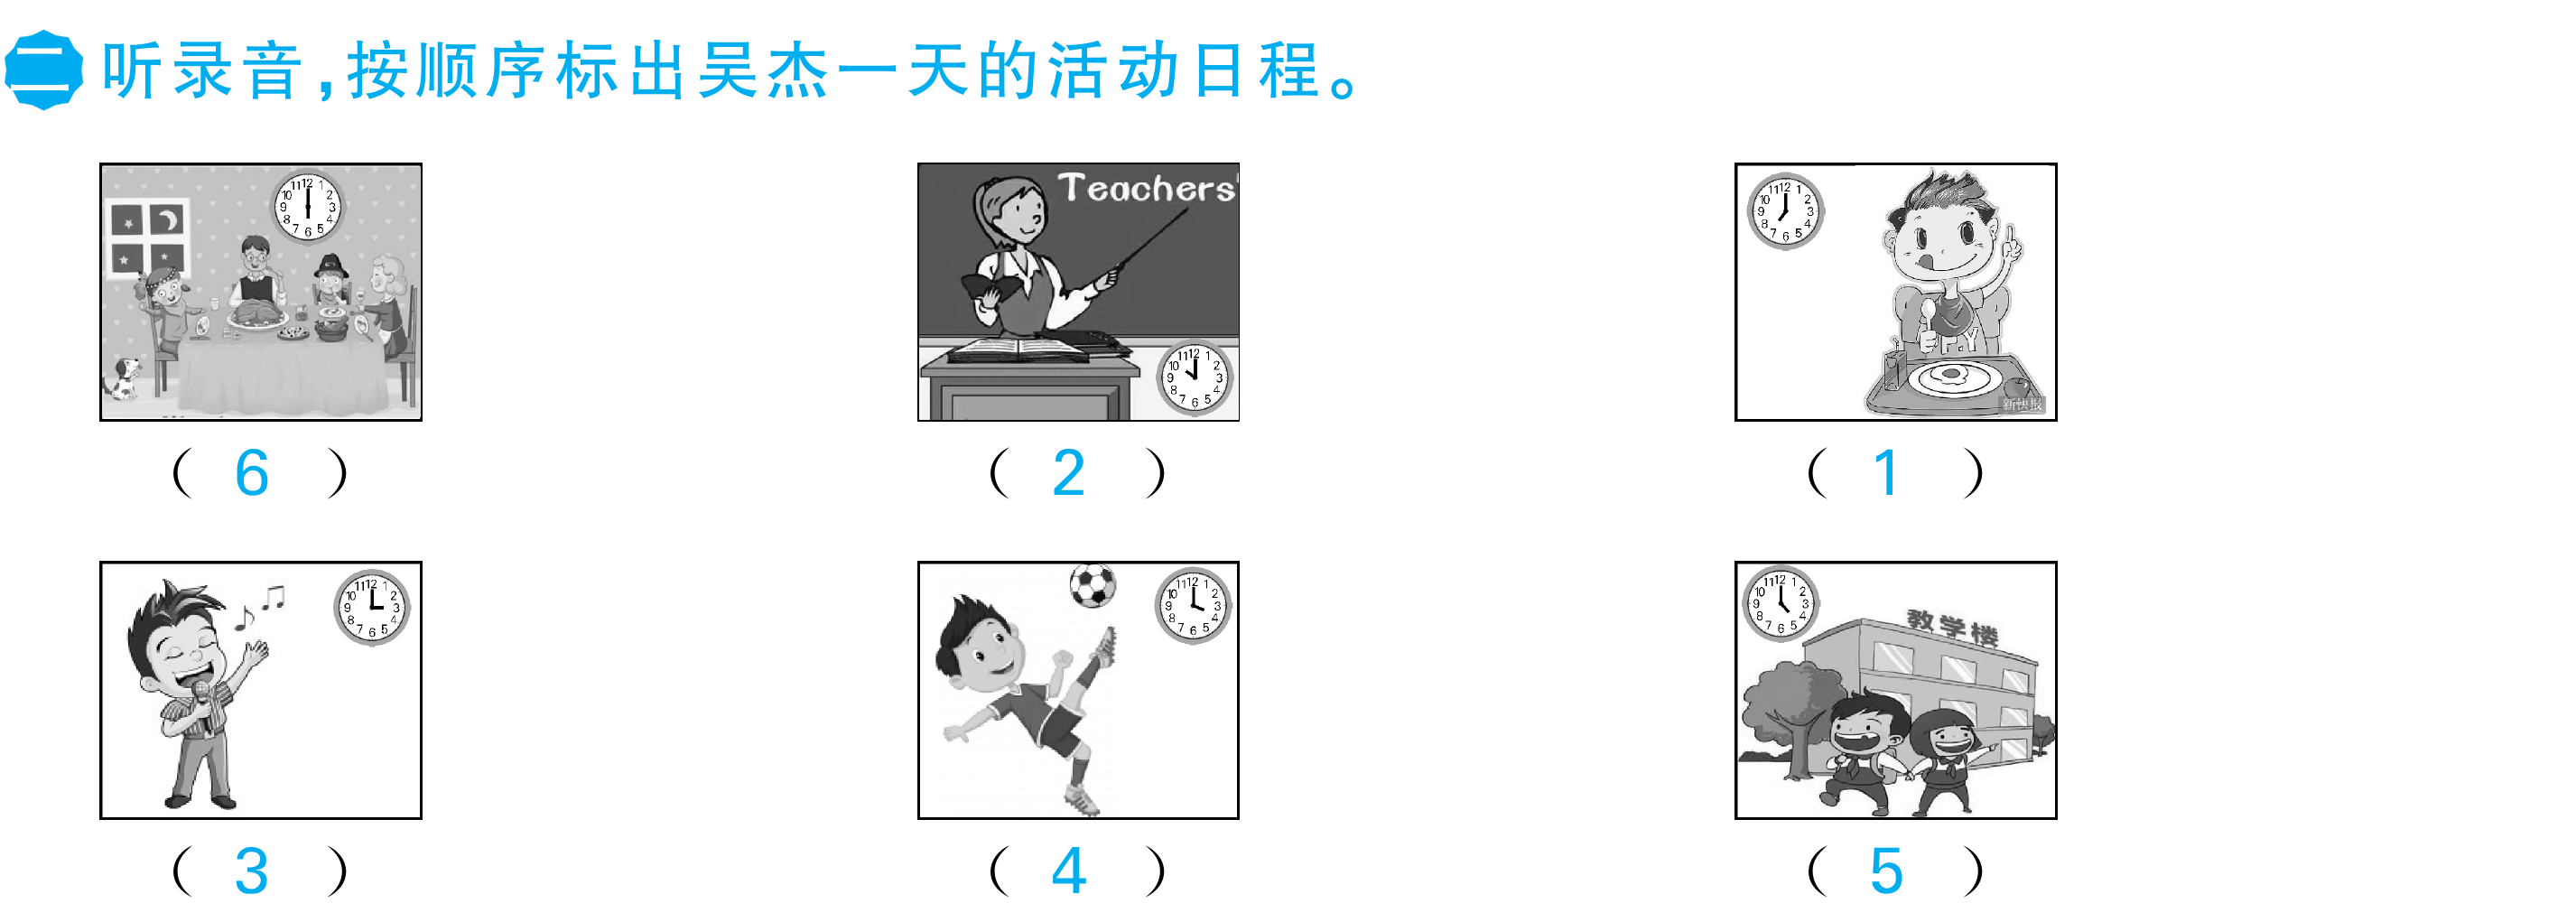 二 听录音,按顺序标出吴杰一天的活动日程。
Teachers'
新快报
( 6 ) ( 2 ) ( 1 )
教学楼
( 3 ) ( 4 ) ( 5 )